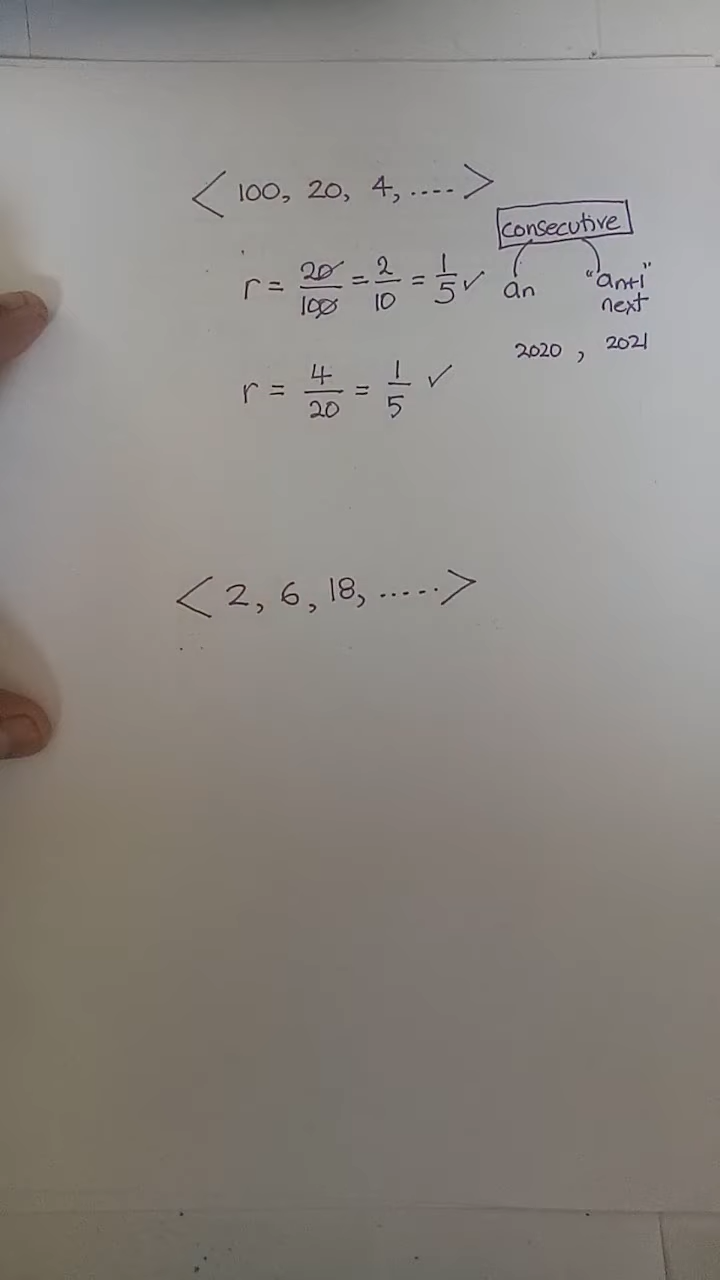 < 100, 20, 4, .... >
consecutive
r = 20/100 = 2/10 = 1/5 ✓
an "an+1"
next
2020 , 2021
r = 4/20 = 1/5 ✓
< 2, 6, 18, ..... >